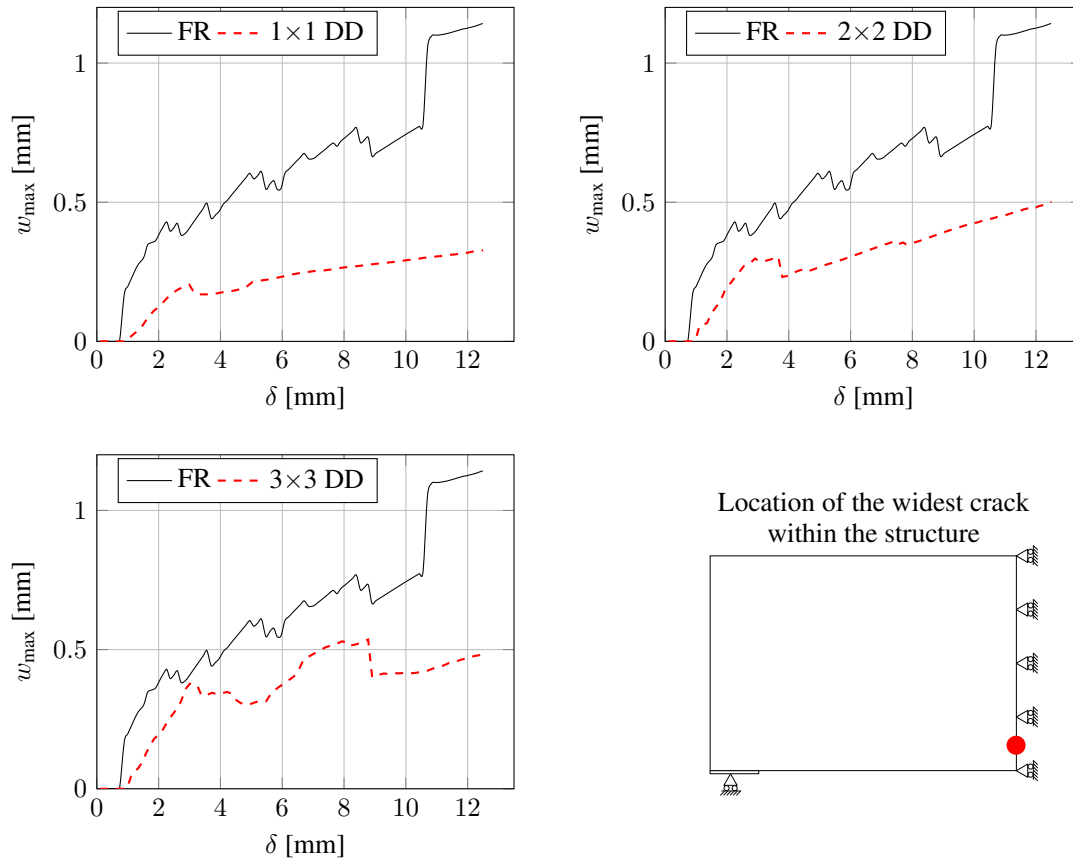 FR 1×1 DD
1
0.5
0
w_max [mm]
0 2 4 6 8 10 12
δ [mm]
FR 2×2 DD
1
0.5
0
w_max [mm]
0 2 4 6 8 10 12
δ [mm]
FR 3×3 DD
1
0.5
0
w_max [mm]
0 2 4 6 8 10 12
δ [mm]
Location of the widest crack
within the structure